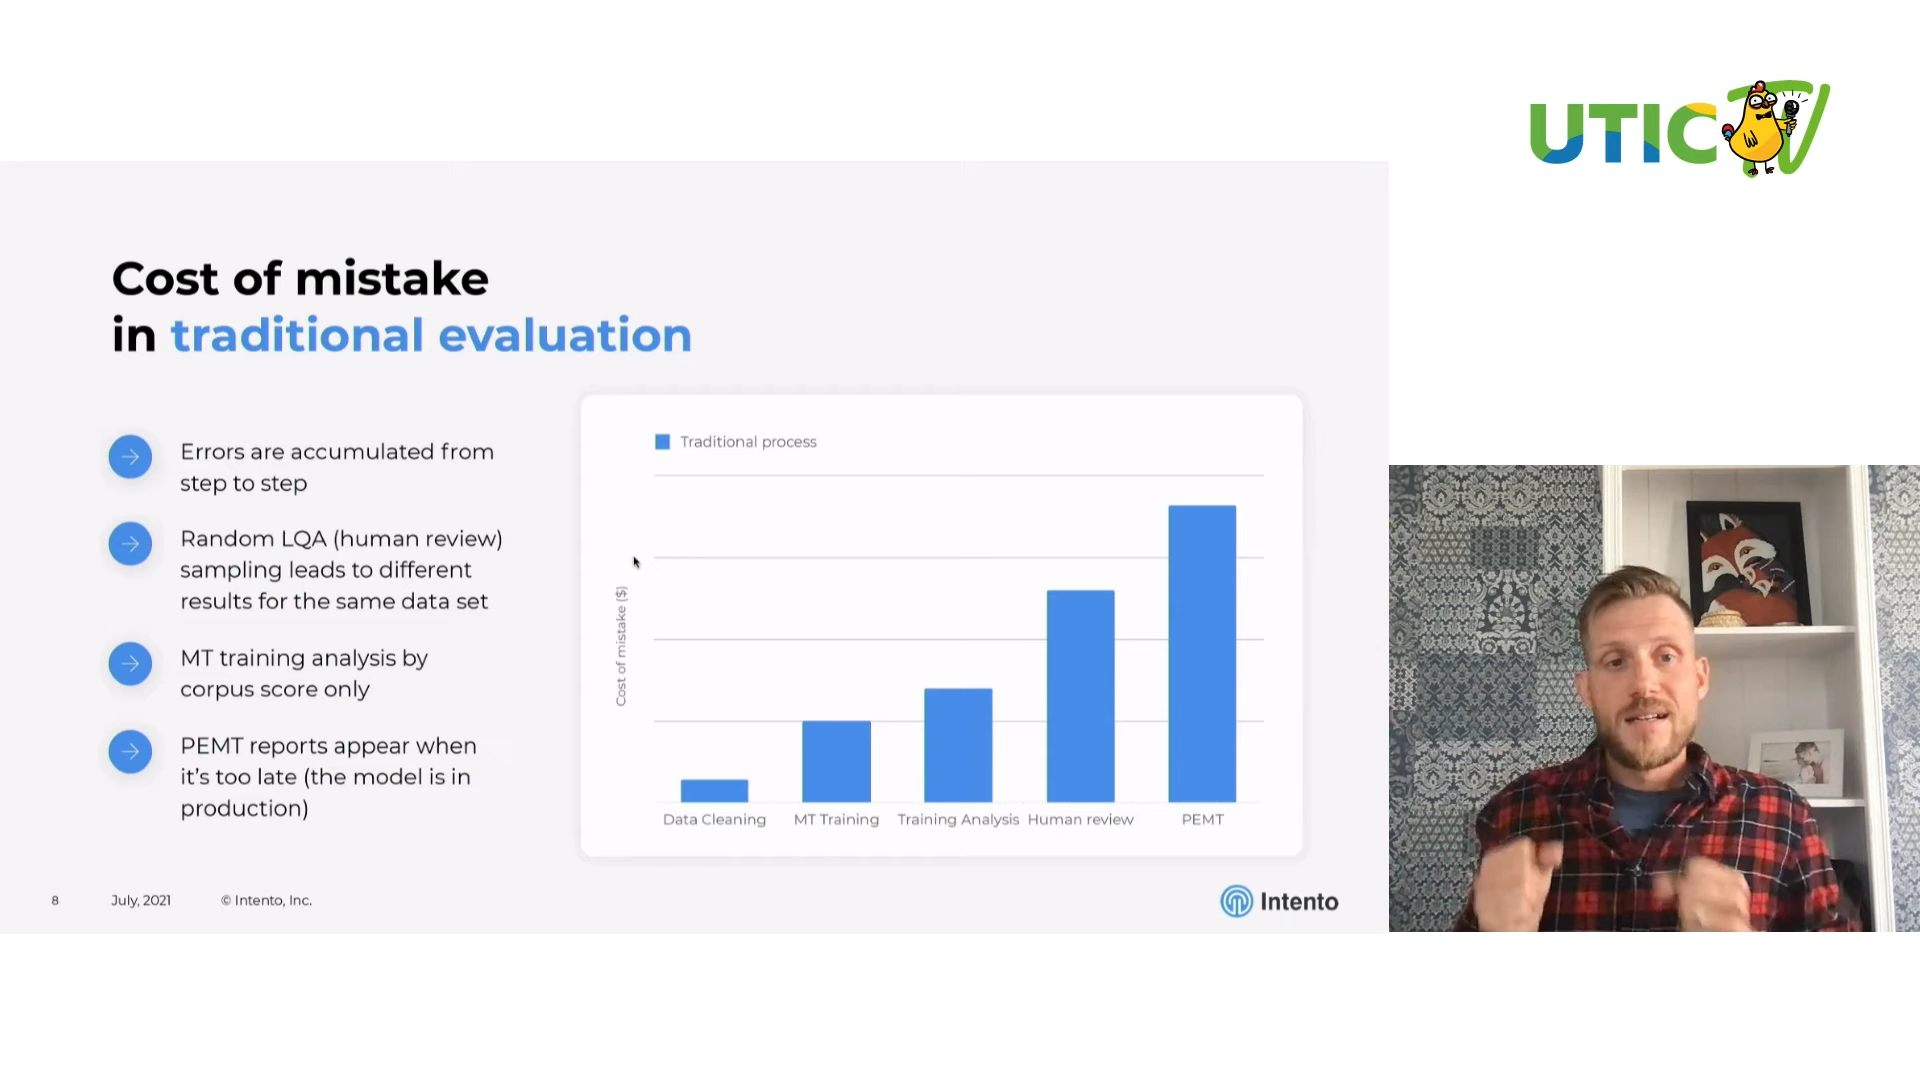 UTIC TV
Cost of mistake
in traditional evaluation
Errors are accumulated from
step to step
Random LQA (human review)
sampling leads to different
results for the same data set
MT training analysis by
corpus score only
PEMT reports appear when
it’s too late (the model is in
production)
Traditional process
Cost of mistake ($)
Data Cleaning
MT Training
Training Analysis
Human review
PEMT
8
July, 2021
© Intento, Inc.
Intento